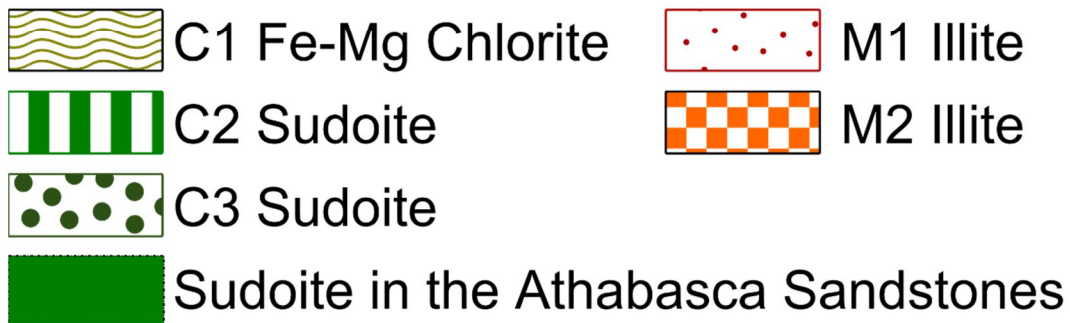 C1 Fe-Mg Chlorite
M1 Illite
C2 Sudoite
M2 Illite
C3 Sudoite
Sudoite in the Athabasca Sandstones